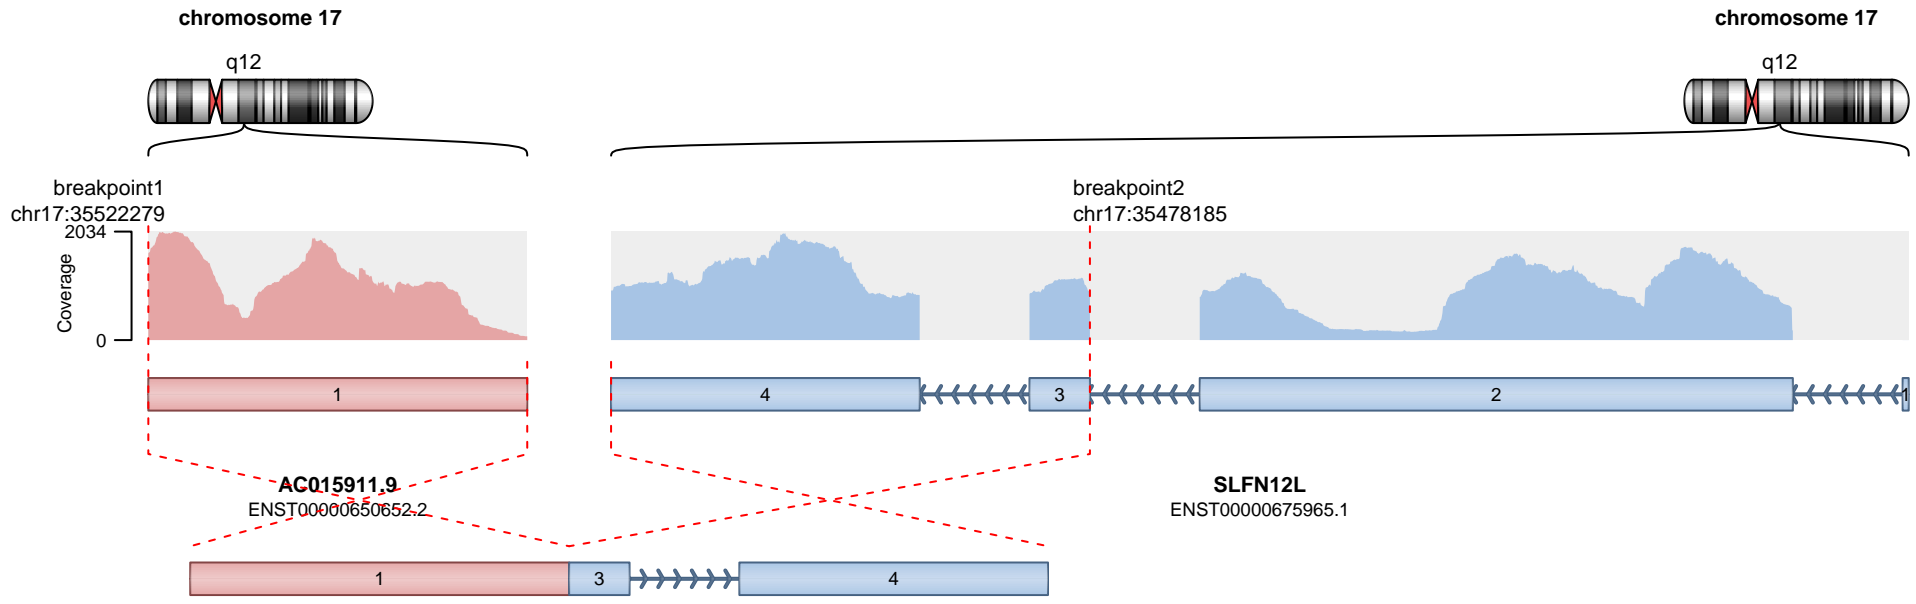 chromosome 17
chromosome 17
q12
q12
breakpoint1
chr17:35522279
breakpoint2
chr17:35478185
2034
Coverage
0
1
4
3
2
1
AC015911.9
ENST00000650652.2
SLFN12L
ENST00000675965.1
1
3
4